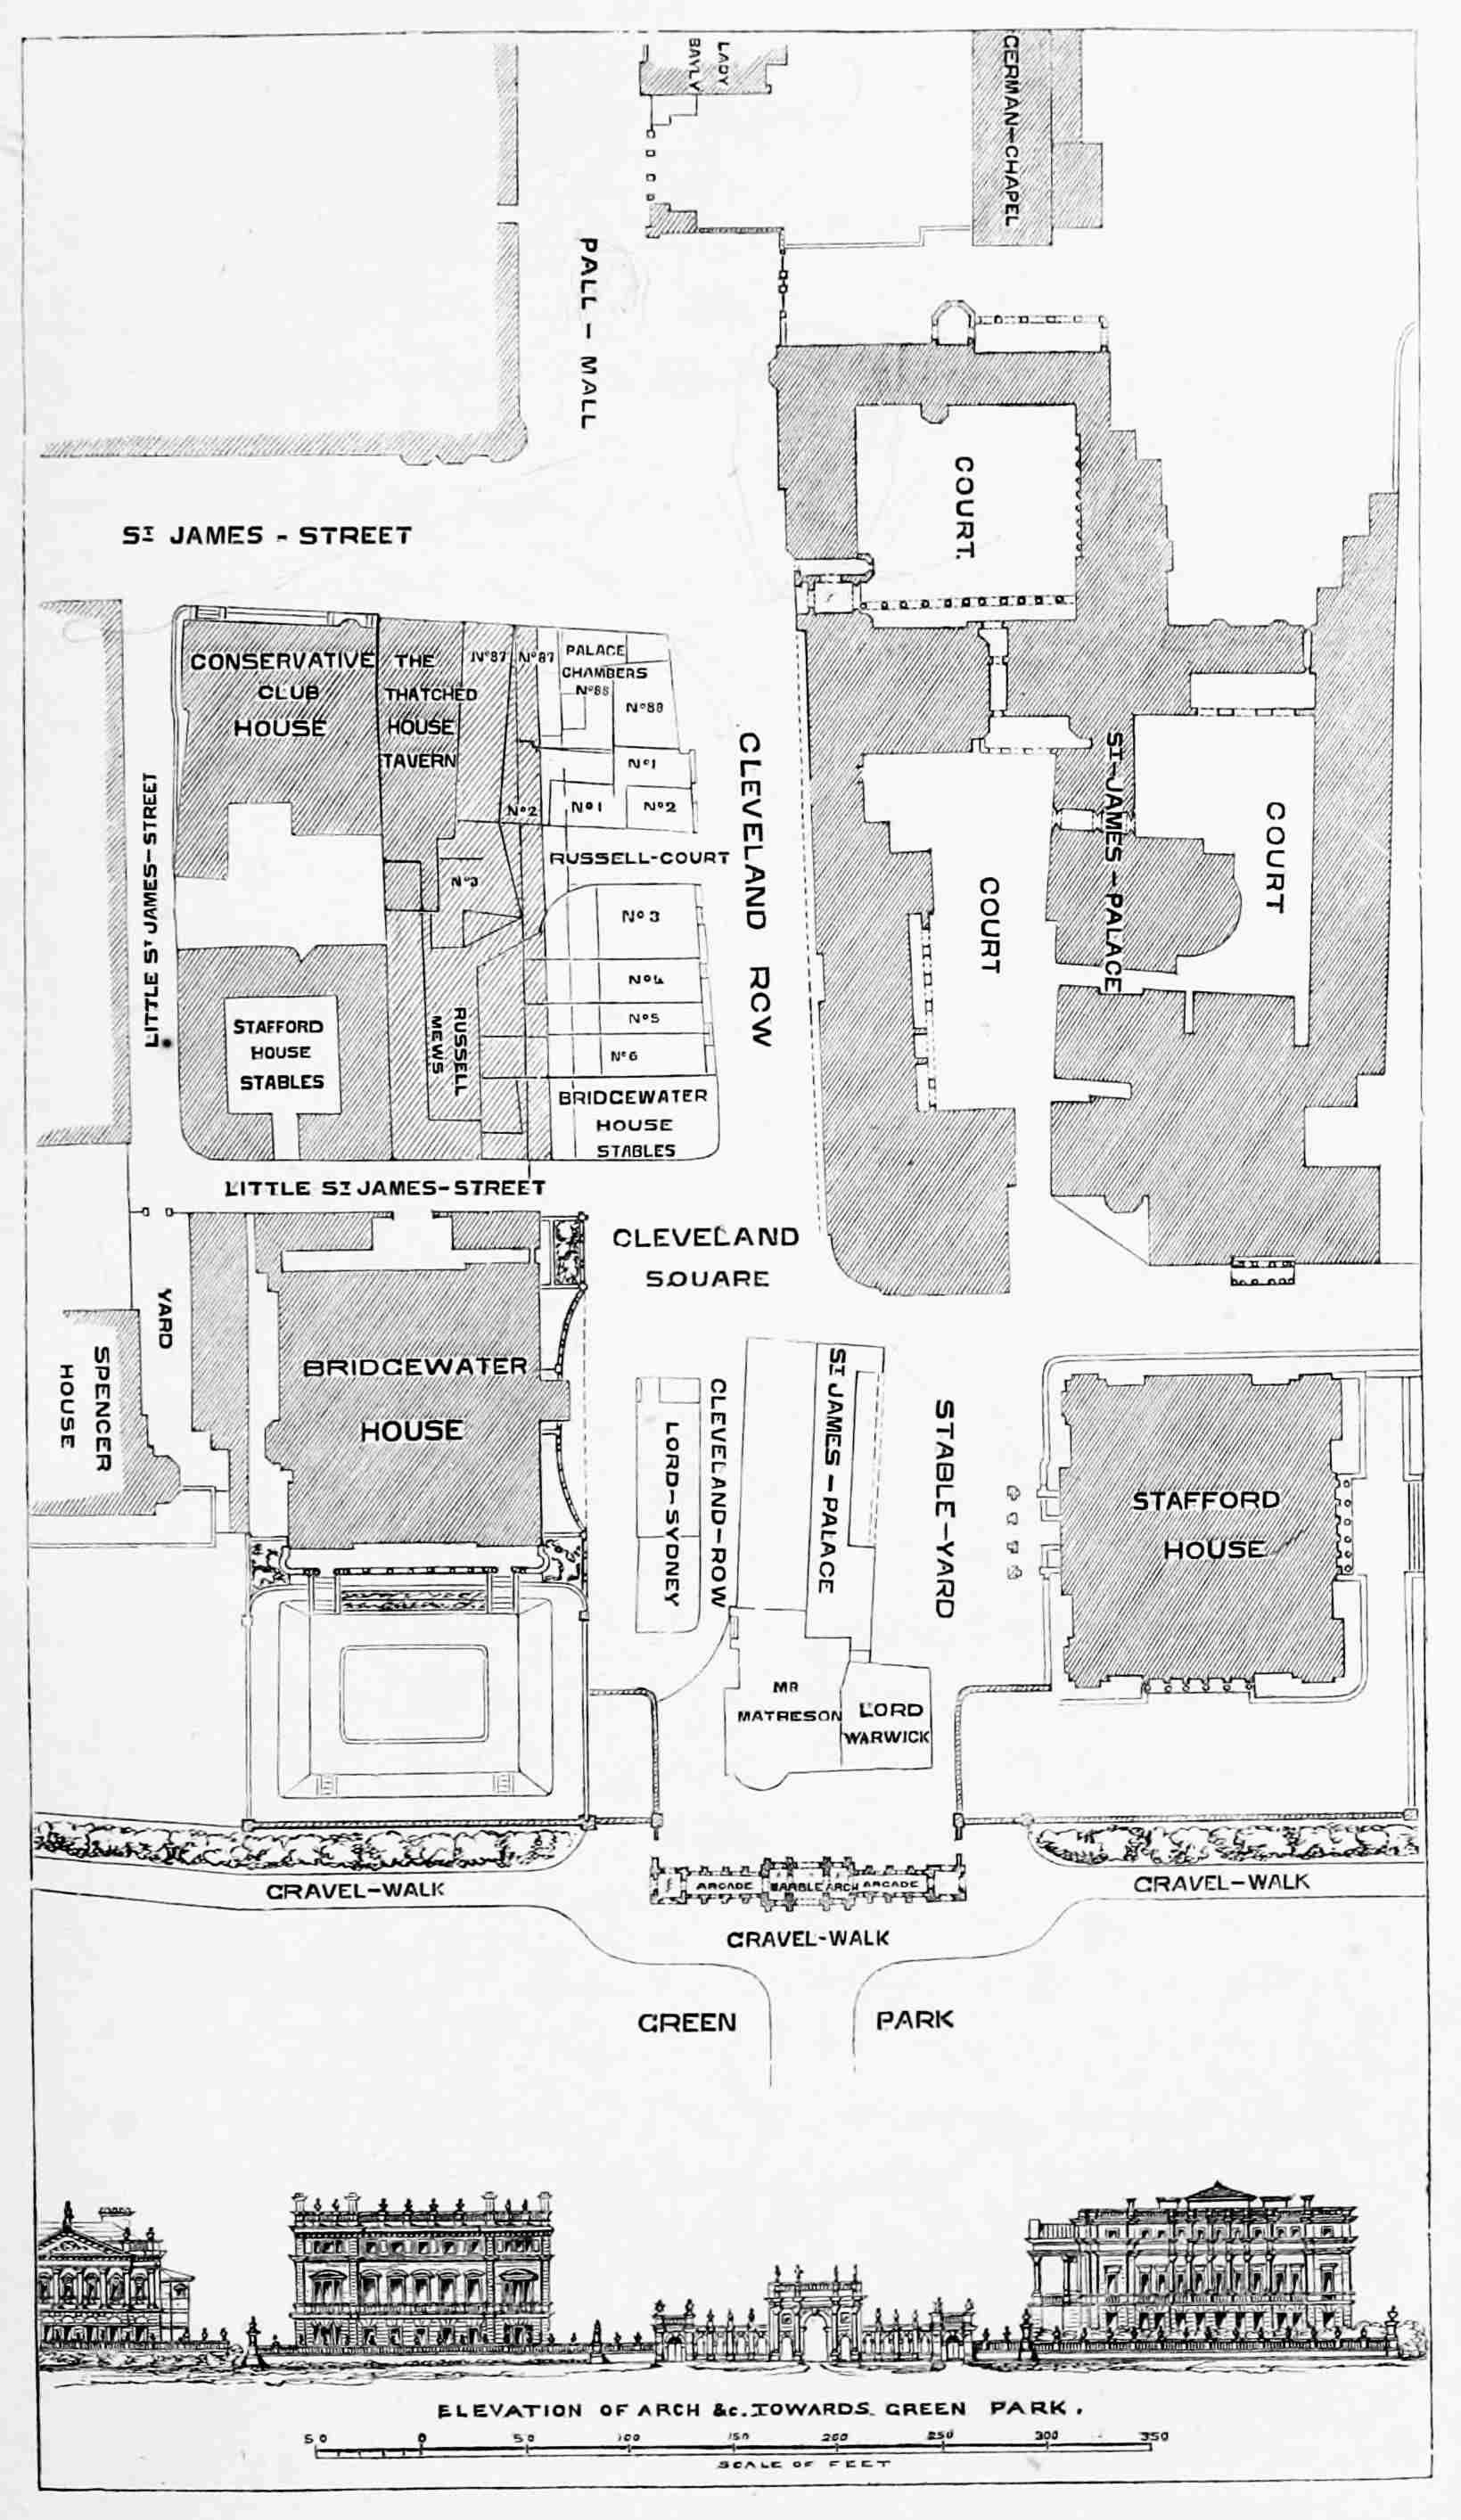 LADY
BAYLY
GERMAN-CHAPEL
PALL - MALL
COURT.
ST JAMES - STREET
CONSERVATIVE
CLUB
HOUSE
THE
THATCHED
HOUSE
TAVERN
No87
No87
PALACE
CHAMBERS
No88
No88
No1
No2
No1
No2
RUSSELL-COURT
No3
No3
No4
No5
No6
BRIDGEWATER
HOUSE
STABLES
CLEVELAND ROW
ST JAMES-PALACE
COURT
COURT
LITTLE ST JAMES-STREET
STAFFORD
HOUSE
STABLES
RUSSELL
MEWS
LITTLE ST JAMES-STREET
CLEVELAND
SQUARE
YARD
SPENCER
HOUSE
BRIDGEWATER
HOUSE
LORD-SYDNEY
CLEVELAND-ROW
ST JAMES-PALACE
STABLE-YARD
STAFFORD
HOUSE
MR
MATHESON
LORD
WARWICK
GRAVEL-WALK
ARCADE
MARBLE ARCH
ARCADE
GRAVEL-WALK
GRAVEL-WALK
GREEN PARK
ELEVATION OF ARCH &c. TOWARDS GREEN PARK.
50 0 50 100 150 200 250 300 350
SCALE OF FEET